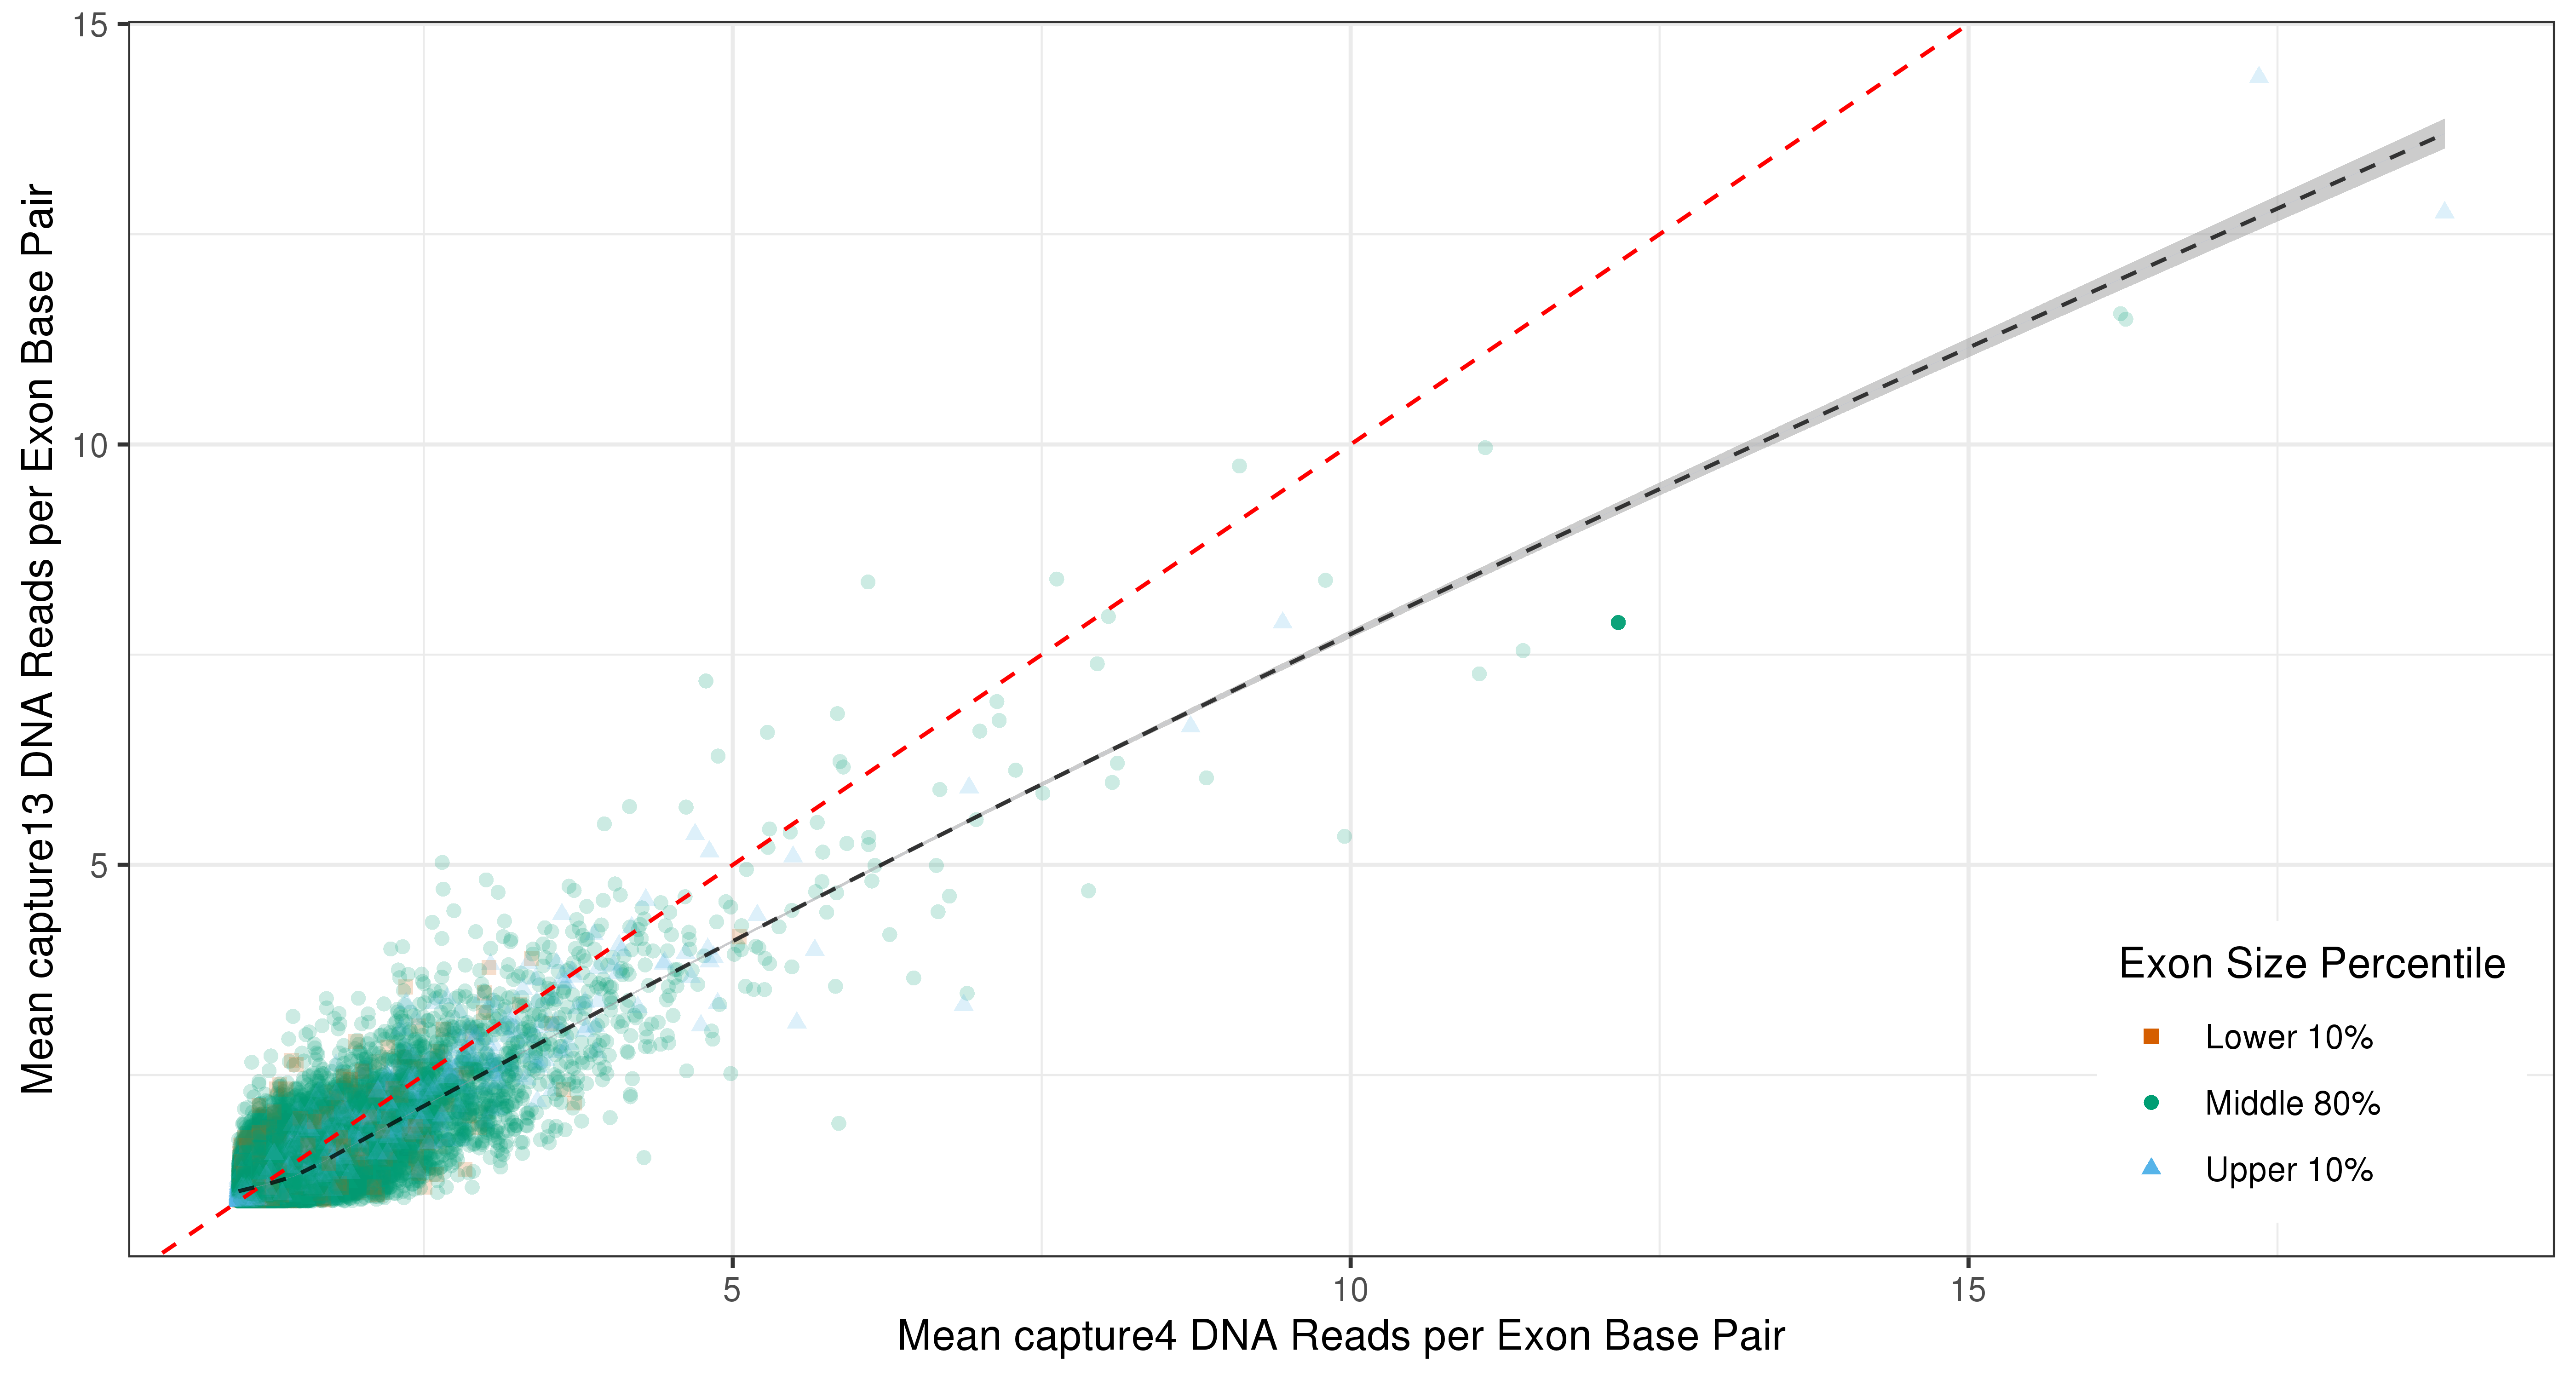 Mean capture13 DNA Reads per Exon Base Pair
15
10
5
5
10
15
Mean capture4 DNA Reads per Exon Base Pair
Exon Size Percentile
Lower 10%
Middle 80%
Upper 10%